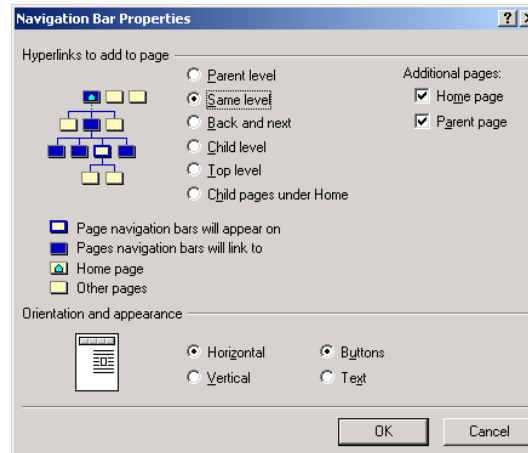 Navigation Bar Properties
Hyperlinks to add to page
Parent level
Same level
Back and next
Child level
Top level
Child pages under Home
Additional pages:
Home page
Parent page
Page navigation bars will appear on
Pages navigation bars will link to
Home page
Other pages
Orientation and appearance
Horizontal
Vertical
Buttons
Text
OK
Cancel